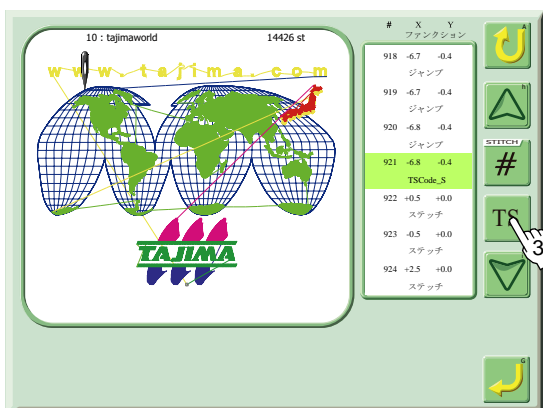 10 : tajimaworld 14426 st
www.tajima.com
TAJIMA
# X Y
ファンクション
918 -6.7 -0.4
ジャンプ
919 -6.7 -0.4
ジャンプ
920 -6.8 -0.4
ジャンプ
921 -6.8 -0.4
TSCode_S
922 +0.5 +0.0
ステッチ
923 -0.5 +0.0
ステッチ
924 +2.5 +0.0
ステッチ
A
h
STITCH
#
TS
3
G